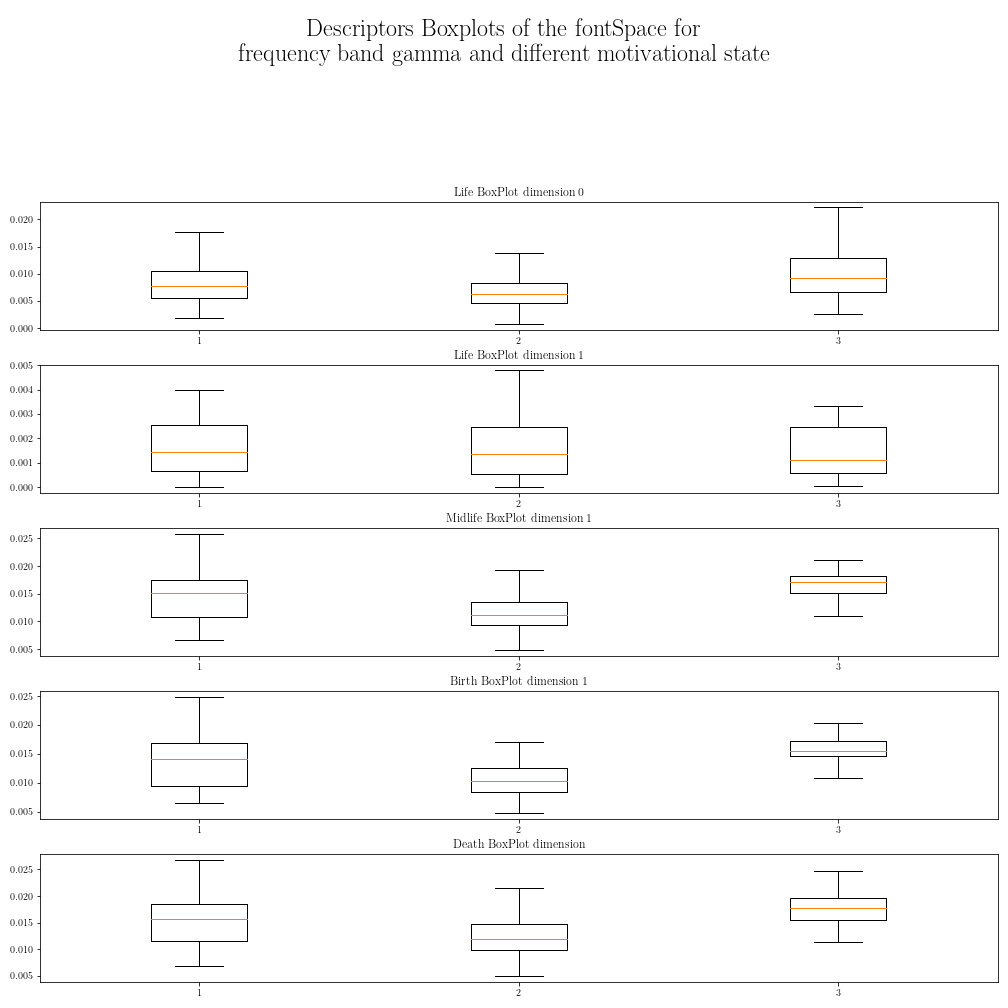 Descriptors Boxplots of the fontSpace for
frequency band gamma and different motivational state
Life BoxPlot dimension 0
0.020
0.015
0.010
0.005
0.000
1 2 3
Life BoxPlot dimension 1
0.005
0.004
0.003
0.002
0.001
0.000
1 2 3
Midlife BoxPlot dimension 1
0.025
0.020
0.015
0.010
0.005
1 2 3
Birth BoxPlot dimension 1
0.025
0.020
0.015
0.010
0.005
1 2 3
Death BoxPlot dimension
0.025
0.020
0.015
0.010
0.005
1 2 3